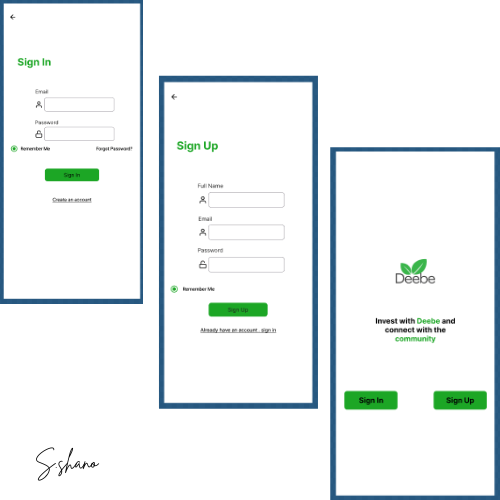 Sign In
Email
Password
Remember Me
Forgot Password?
Sign In
Create an account
Sign Up
Full Name
Email
Password
Remember Me
Sign Up
Already have an account , sign in
Deebe
Invest with Deebe and
connect with the
community
Sign In
Sign Up
S.shano